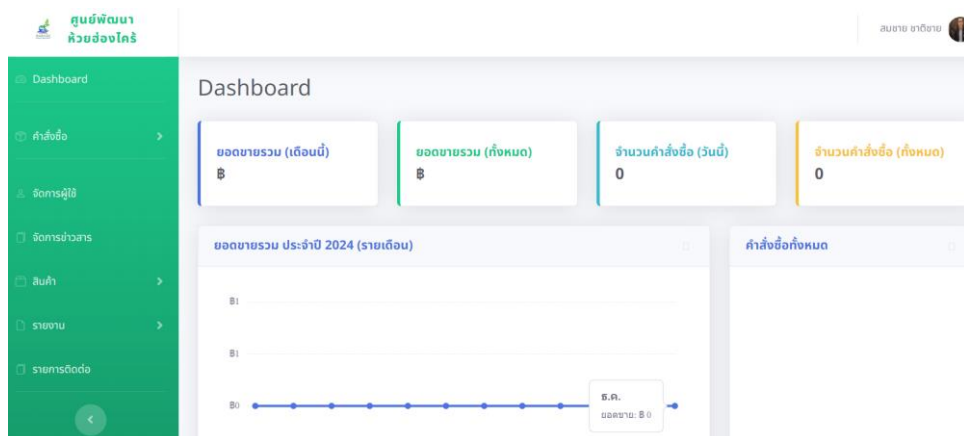 ศูนย์พัฒนา
ห้วยฮ่องไคร้
สมชาย ชาติชาย
Dashboard
คำสั่งซื้อ
จัดการผู้ใช้
จัดการข่าวสาร
สินค้า
รายงาน
รายการติดต่อ
Dashboard
ยอดขายรวม (เดือนนี้)
฿
ยอดขายรวม (ทั้งหมด)
฿
จำนวนคำสั่งซื้อ (วันนี้)
0
จำนวนคำสั่งซื้อ (ทั้งหมด)
0
ยอดขายรวม ประจำปี 2024 (รายเดือน)
฿1
฿1
฿0
ธ.ค.
ยอดขาย: ฿ 0
คำสั่งซื้อทั้งหมด